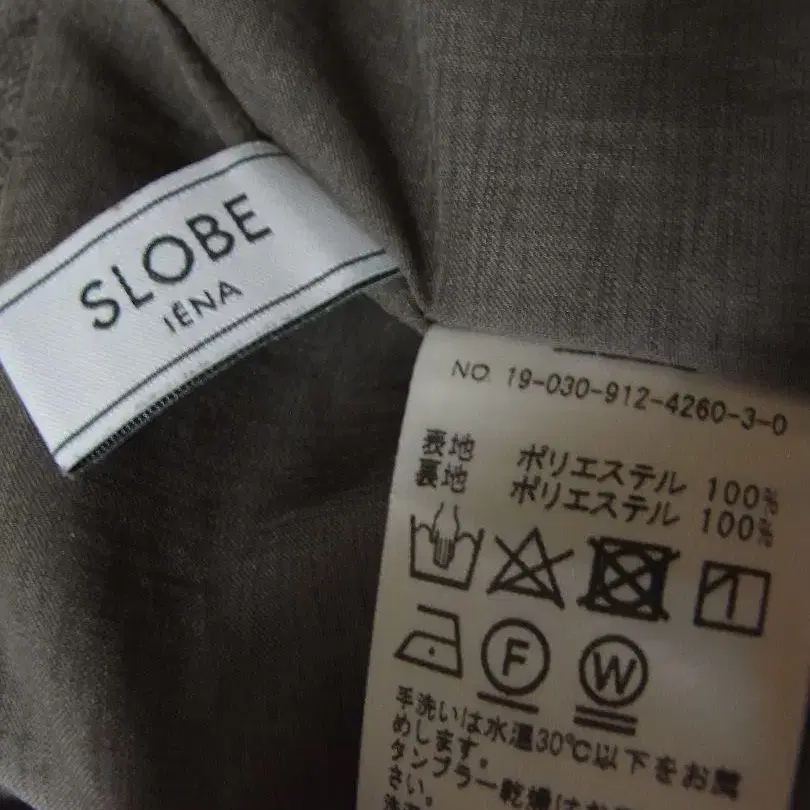 SLOBE
IÉNA
NO. 19-030-912-4260-3-0
表地 ポリエステル 100%
裏地 ポリエステル 100%
F
W
手洗いは水温30℃以下をお薦
めします。
タンブラー乾燥は
さい。